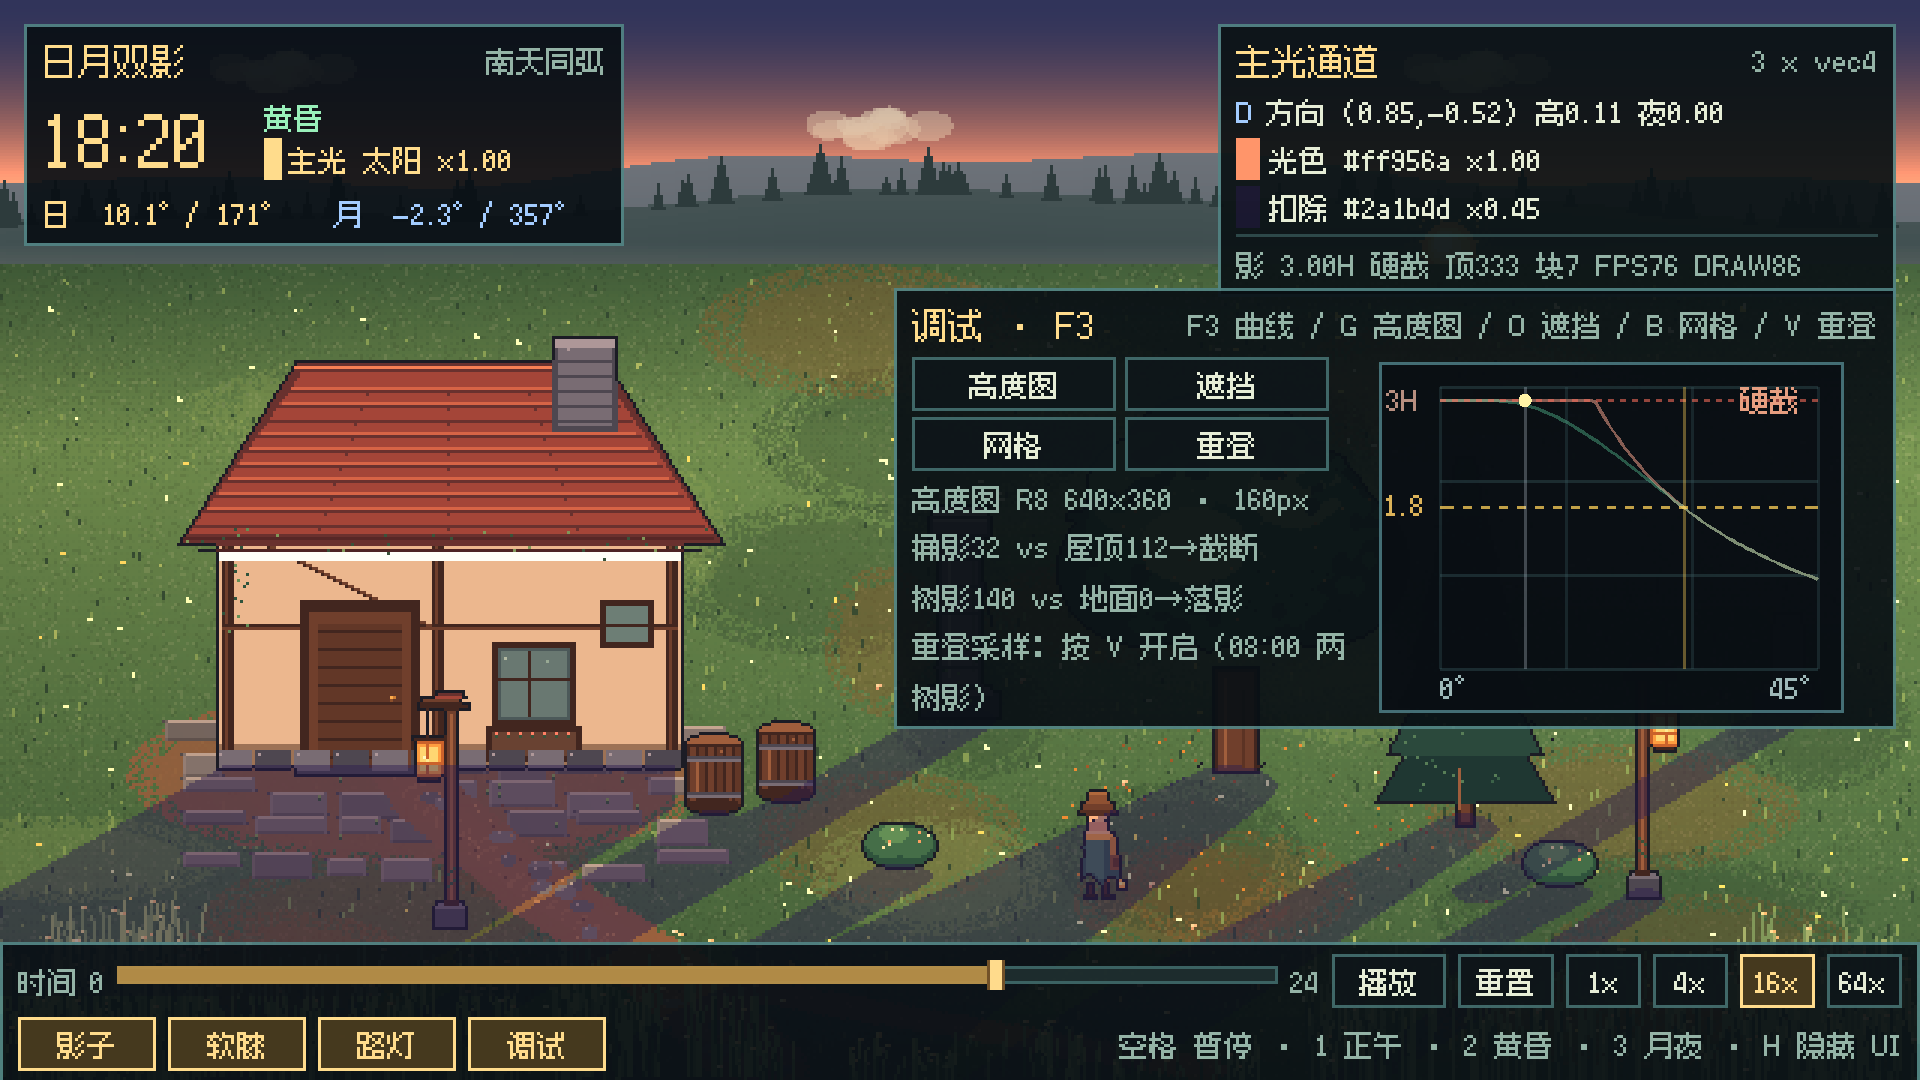 日月双影 南天同弧
18:20 黄昏
主光 太阳 x1.00
日 10.1° / 171° 月 -2.3° / 357°
主光通道 3 x vec4
D 方向 (0.85,-0.52) 高0.11 夜0.00
光色 #ff956a x1.00
扣除 #2a1b4d x0.45
影 3.00H 硬截 顶333 块7 FPS76 DRAW86
调试 · F3 F3 曲线 / G 高度图 / O 遮挡 / B 网格 / V 重叠
高度图 遮挡
网格 重叠
高度图 R8 640x360 · 160px
桶影32 vs 屋顶112→截断
树影140 vs 地面0→落影
重叠采样: 按 V 开启 (08:00 两
树影)
3H 硬截
1.8
0° 45°
时间 0 24 播放 重置 1x 4x 16x 64x
影子 软棘 路灯 调试
空格 暂停 · 1 正午 · 2 黄昏 · 3 月夜 · H 隐藏 UI